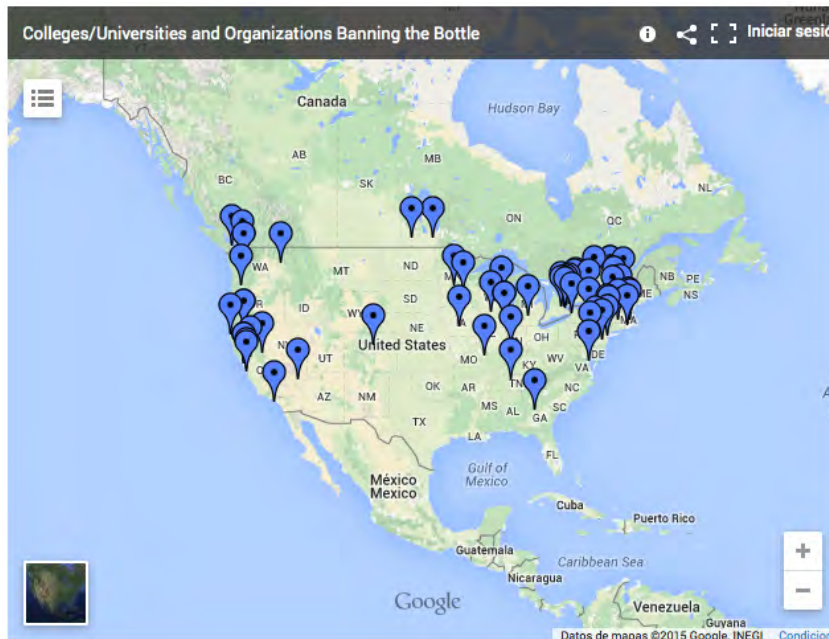 Colleges/Universities and Organizations Banning the Bottle
Iniciar sesió
Canada
Hudson Bay
AB
MB
BC
SK
NL
ON
QC
WA
MT
ND
NB
PE
NS
ME
SD
ID
WY
MA
NE
OH
United States
UT
MO
WV
DE
KY
VA
AZ
NM
OK
AR
TN
NC
MS
AL
SC
GA
TX
LA
FL
México
Mexico
Gulf of
Mexico
Cuba
Puerto Rico
Guatemala
Caribbean Sea
Nicaragua
Google
Venezuela
Guyana
Datos de mapas ©2015 Google, INEGI
Condicio